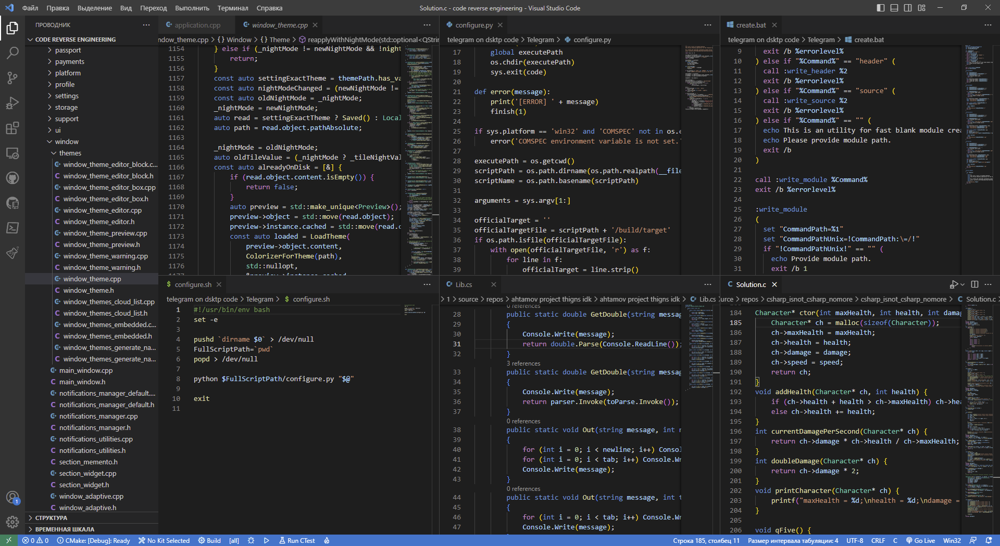 Файл Правка Выделение Вид Переход Выполнить Терминал Справка
Solution.c - code reverse engineering - Visual Studio Code
ПРОВОДНИК
CODE REVERSE ENGINEERING
passport
payments
platform
profile
settings
storage
support
ui
window
themes
window_theme_editor_block.c...
window_theme_editor_block.h
window_theme_editor_box.cpp
window_theme_editor_box.h
window_theme_editor.cpp
window_theme_editor.h
window_theme_preview.cpp
window_theme_preview.h
window_theme_warning.cpp
window_theme_warning.h
window_theme.cpp
window_theme.h
window_themes_cloud_list.cpp
window_themes_cloud_list.h
window_themes_embedded.c...
window_themes_embedded.h
window_themes_generate_na...
window_themes_generate_na...
main_window.cpp
main_window.h
notifications_manager_default....
notifications_manager_default.h
notifications_manager.cpp
notifications_manager.h
notifications_utilities.cpp
notifications_utilities.h
section_memento.h
section_widget.cpp
section_widget.h
window_adaptive.cpp
window_adaptive.h
СТРУКТУРА
ВРЕМЕННАЯ ШКАЛА
1
application.cpp window_theme.cpp
ndow_theme.cpp > {} Window > {} Theme > reapplyWithNightMode(std::optional<QStrin
1154 } else if (_nightMode != newNightMode && !night
1155 return;
1156 }
1157 const auto settingExactTheme = themePath.has_va
1158 const auto nightModeChanged = (newNightMode !=
1159 const auto oldNightMode = _nightMode;
1160 _nightMode = newNightMode;
1161 auto read = settingExactTheme ? Saved() : Local
1162 auto path = read.object.pathAbsolute;
1163
1164 _nightMode = oldNightMode;
1165 auto oldTileValue = (_nightMode ? _tileNightVal
1166 const auto alreadyOnDisk = [&] {
1167 if (read.object.content.isEmpty()) {
1168 return false;
1169 }
1170 auto preview = std::make_unique<Preview>();
1171 preview->object = std::move(read.object);
1172 preview->instance.cached = std::move(read.o
1173 const auto loaded = LoadTheme(
1174 preview->object.content,
1175 ColorizerForTheme(path),
1176 std::nullopt,
1177 &preview->instance.cached
configure.py
telegram on dsktp code > Telegram > configure.py
17 global executePath
18 os.chdir(executePath)
19 sys.exit(code)
20
21 def error(message):
22 print('[ERROR] ' + message)
23 finish(1)
24
25 if sys.platform == 'win32' and 'COMSPEC' not in os.e
26 error('COMSPEC environment variable is not set.'
27
28 executePath = os.getcwd()
29 scriptPath = os.path.dirname(os.path.realpath(__file
30 scriptName = os.path.basename(scriptPath)
31
32 arguments = sys.argv[1:]
33
34 officialTarget = ''
35 officialTargetFile = scriptPath + '/build/target'
36 if os.path.isfile(officialTargetFile):
37 with open(officialTargetFile, 'r') as f:
38 for line in f:
39 officialTarget = line.strip()
create.bat
telegram on dsktp code > Telegram > create.bat
9 exit /b %errorlevel%
10 ) else if "%Command%" == "header" (
11 call :write_header %2
12 exit /b %errorlevel%
13 ) else if "%Command%" == "source" (
14 call :write_source %2
15 exit /b %errorlevel%
16 ) else if "%Command%" == "" (
17 echo This is an utility for fast blank module crea
18 echo Please provide module path.
19 exit /b
20 )
21
22 call :write_module %Command%
23 exit /b %errorlevel%
24
25 :write_module
26 (
27 set "CommandPath=%1"
28 set "CommandPathUnix=!CommandPath:\=/!"
29 if "!CommandPathUnix!" == "" (
30 echo Provide module path.
31 exit /b 1
$ configure.sh
telegram on dsktp code > Telegram > $ configure.sh
1 #!/usr/bin/env bash
2 set -e
3
4 pushd `dirname $0` > /dev/null
5 FullScriptPath=`pwd`
6 popd > /dev/null
7
8 python $FullScriptPath/configure.py "$@"
9
10 exit
11
Lib.cs
> 1 > source > repos > ahtamov project thigns idk > ahtamov project thigns idk > Lib.cs
0 references
28 public static double GetDouble(string messag
29 {
30 Console.Write(message);
31 return double.Parse(Console.ReadLine());
32 }
3 references
33 public static double GetDouble(string messag
34 {
35 Console.Write(message);
36 return parser.Invoke(toParse.Invoke());
37 }
0 references
38 public static void Out(string message, int n
39 {
40 for (int i = 0; i < newline; i++) Consol
41 for (int i = 0; i < tab; i++) Console.Wr
42 Console.Write(message);
43 }
0 references
44 public static void Out(string message, int t
45 {
46 for (int i = 0; i < tab; i++) Console.Wr
47 Console.Write(message);
C Solution.c
urce > repos > csharp_isnot_csharp_nomore > csharp_isnot_csharp_nomore > C Solution.c >
184 Character* ctor(int maxHealth, int health, int damag
185 Character* ch = malloc(sizeof(Character));
186 ch->maxHealth = maxHealth;
187 ch->health = health;
188 ch->damage = damage;
189 ch->speed = speed;
190 return ch;
191 }
192 void addHealth(Character* ch, int health) {
193 if (ch->health + health > ch->maxHealth) ch->hea
194 else ch->health += health;
195 }
196 int currentDamagePerSecond(Character* ch) {
197 return ch->damage * ch->health / ch->maxHealth;
198 }
199 int doubleDamage(Character* ch) {
200 return ch->damage * 2;
201 }
202 void printCharacter(Character* ch) {
203 printf("maxHealth = %d;\nhealth = %d;\ndamage =
204 }
205
206 void qFive() {
0 0 CMake: [Debug]: Ready No Kit Selected Build [all] Run CTest
Строка 185, столбец 11 Размер интервала табуляции: 4 UTF-8 CRLF C Go Live Win32